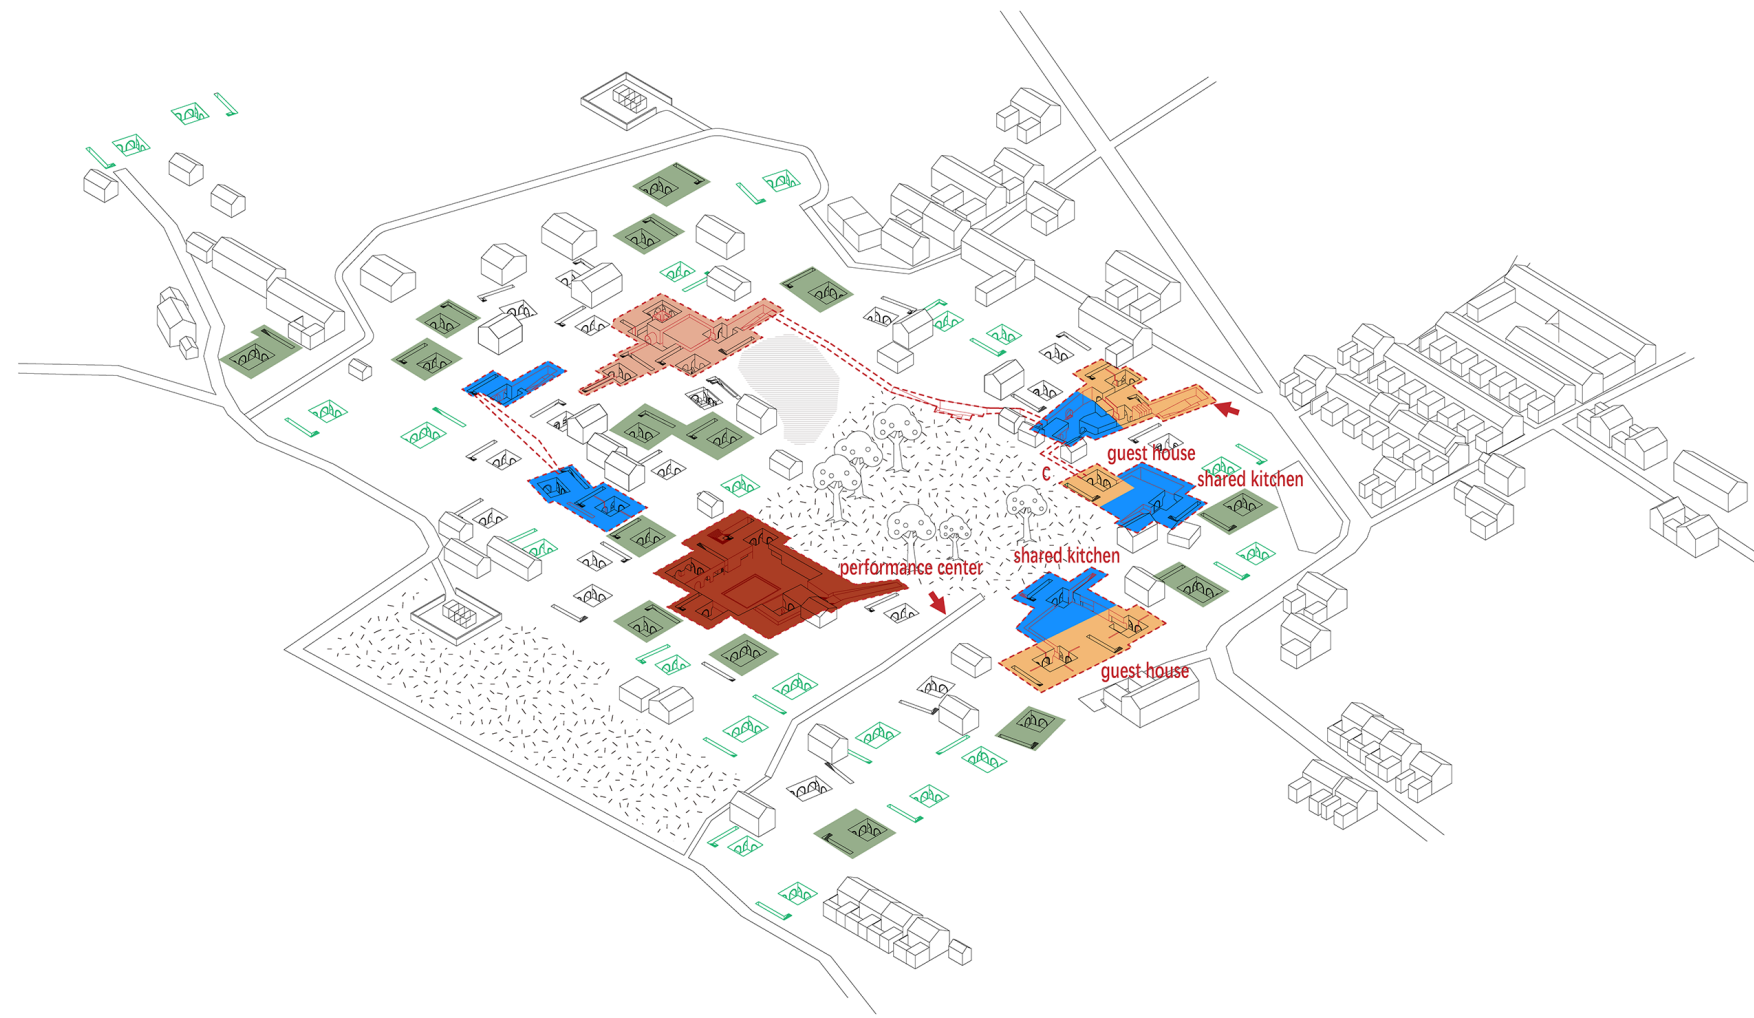 guest house
shared kitchen
C
shared kitchen
performance center
guest house